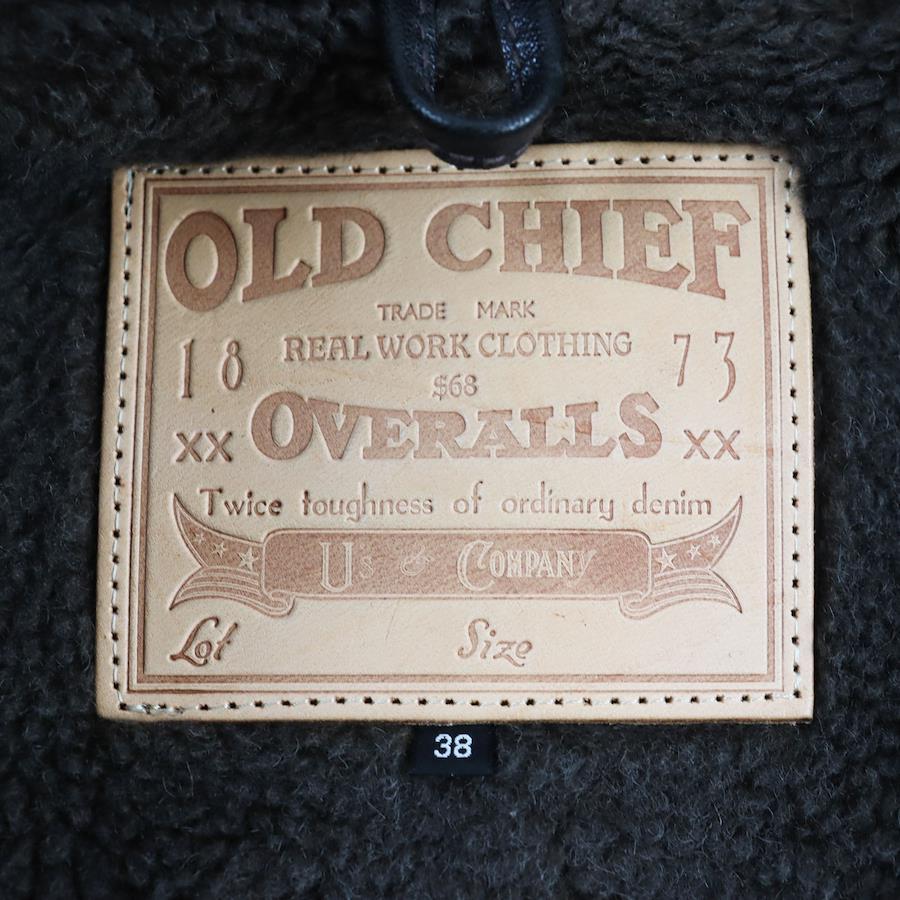 OLD CHIEF
TRADE MARK
18 REAL WORK CLOTHING 73
$68
XX OVERALLS XX
Twice toughness of ordinary denim
Us & Company
Lot Size
38